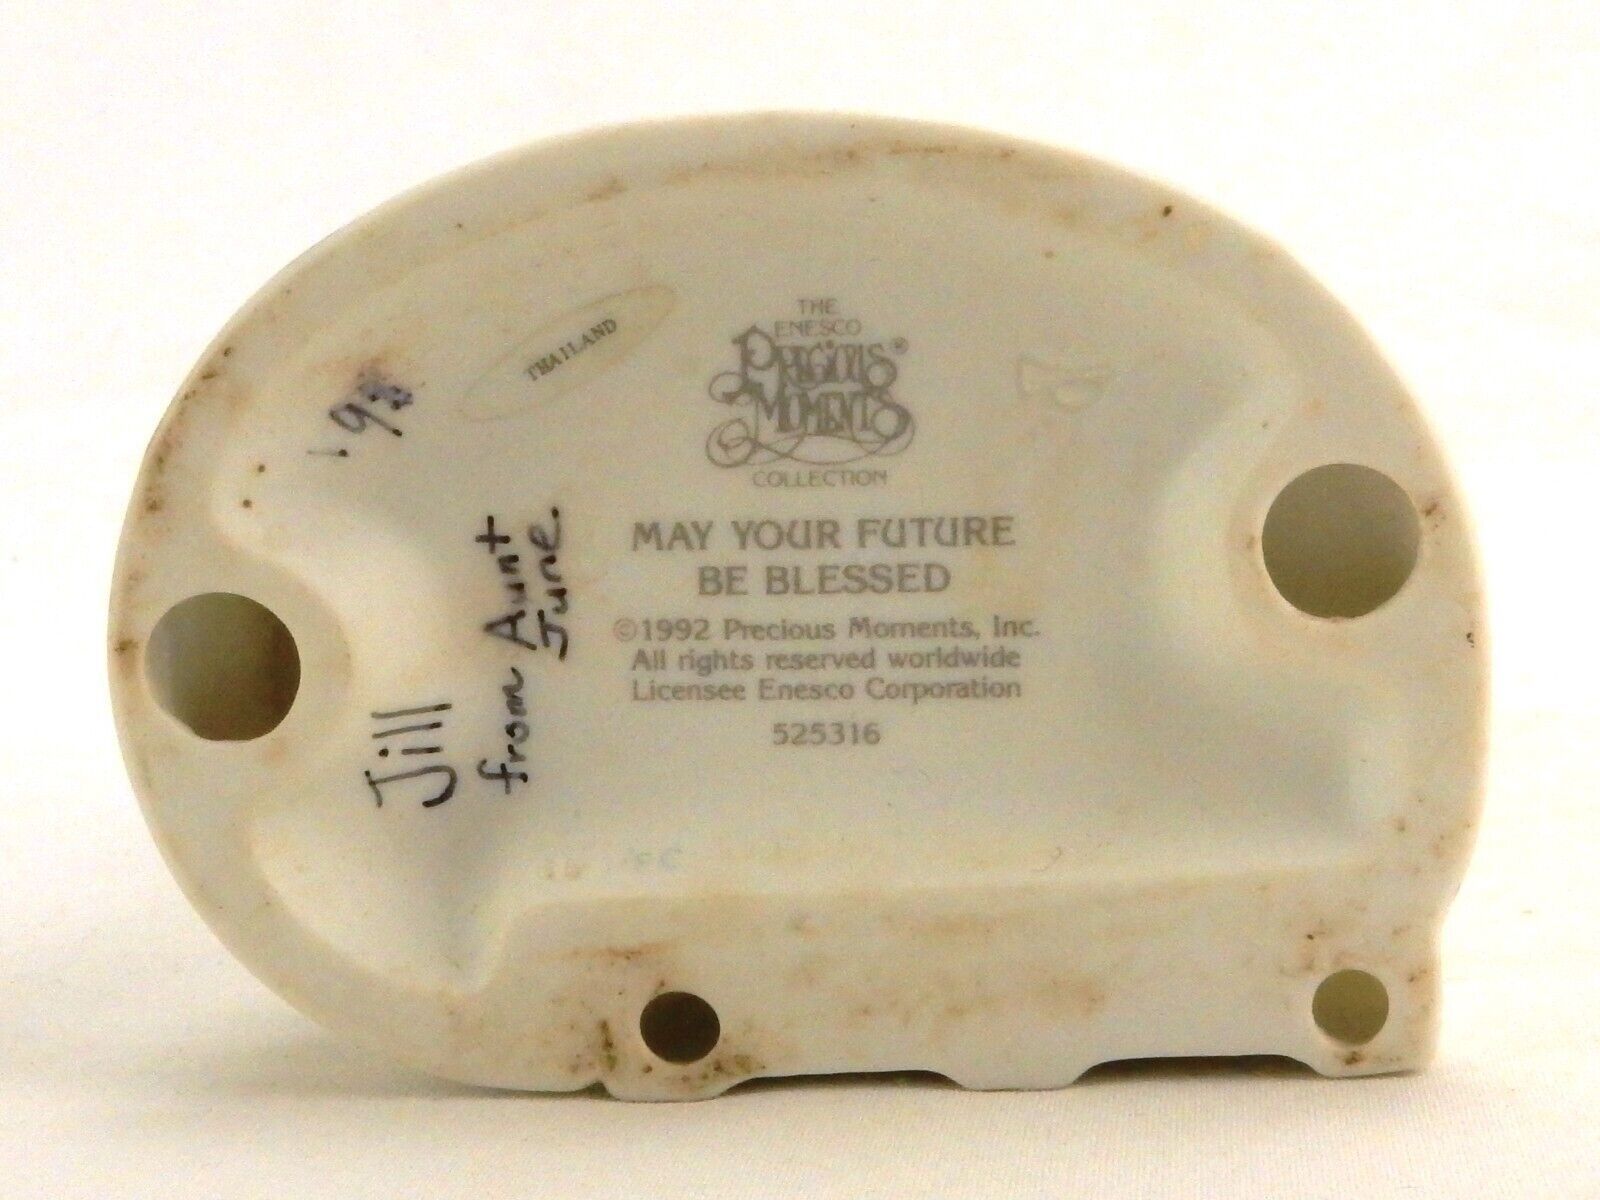 THE
ENESCO
PRECIOUS®
MOMENTS
COLLECTION
MAY YOUR FUTURE
BE BLESSED
©1992 Precious Moments, Inc.
All rights reserved worldwide
Licensee Enesco Corporation
525316
THAILAND
Jill
from Aunt
June.